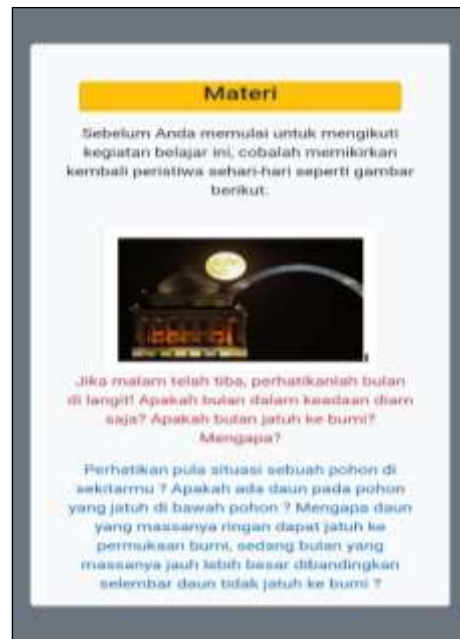 Materi
Sebelum Anda memulai untuk mengikuti
kegiatan belajar ini, cobalah memikirkan
kembali peristiwa sehari-hari seperti gambar
berikut.
Jika malam telah tiba, perhatikanlah bulan
di langit! Apakah bulan dalam keadaan diam
saja? Apakah bulan jatuh ke bumi?
Mengapa?
Perhatikan pula situasi sebuah pohon di
sekitarmu ? Apakah ada daun pada pohon
yang jatuh di bawah pohon ? Mengapa daun
yang massanya ringan dapat jatuh ke
permukaan bumi, sedang bulan yang
massanya jauh lebih besar dibandingkan
selembar daun tidak jatuh ke bumi ?